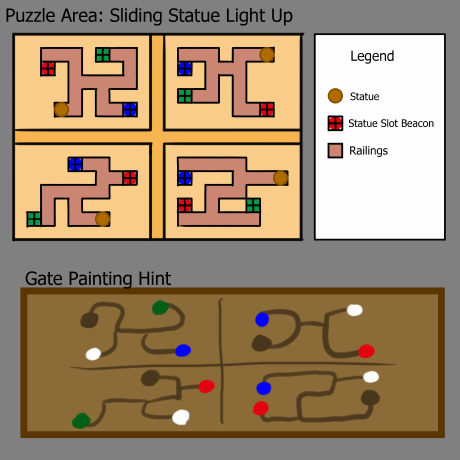 Puzzle Area: Sliding Statue Light Up
Legend
Statue
Statue Slot Beacon
Railings
Gate Painting Hint